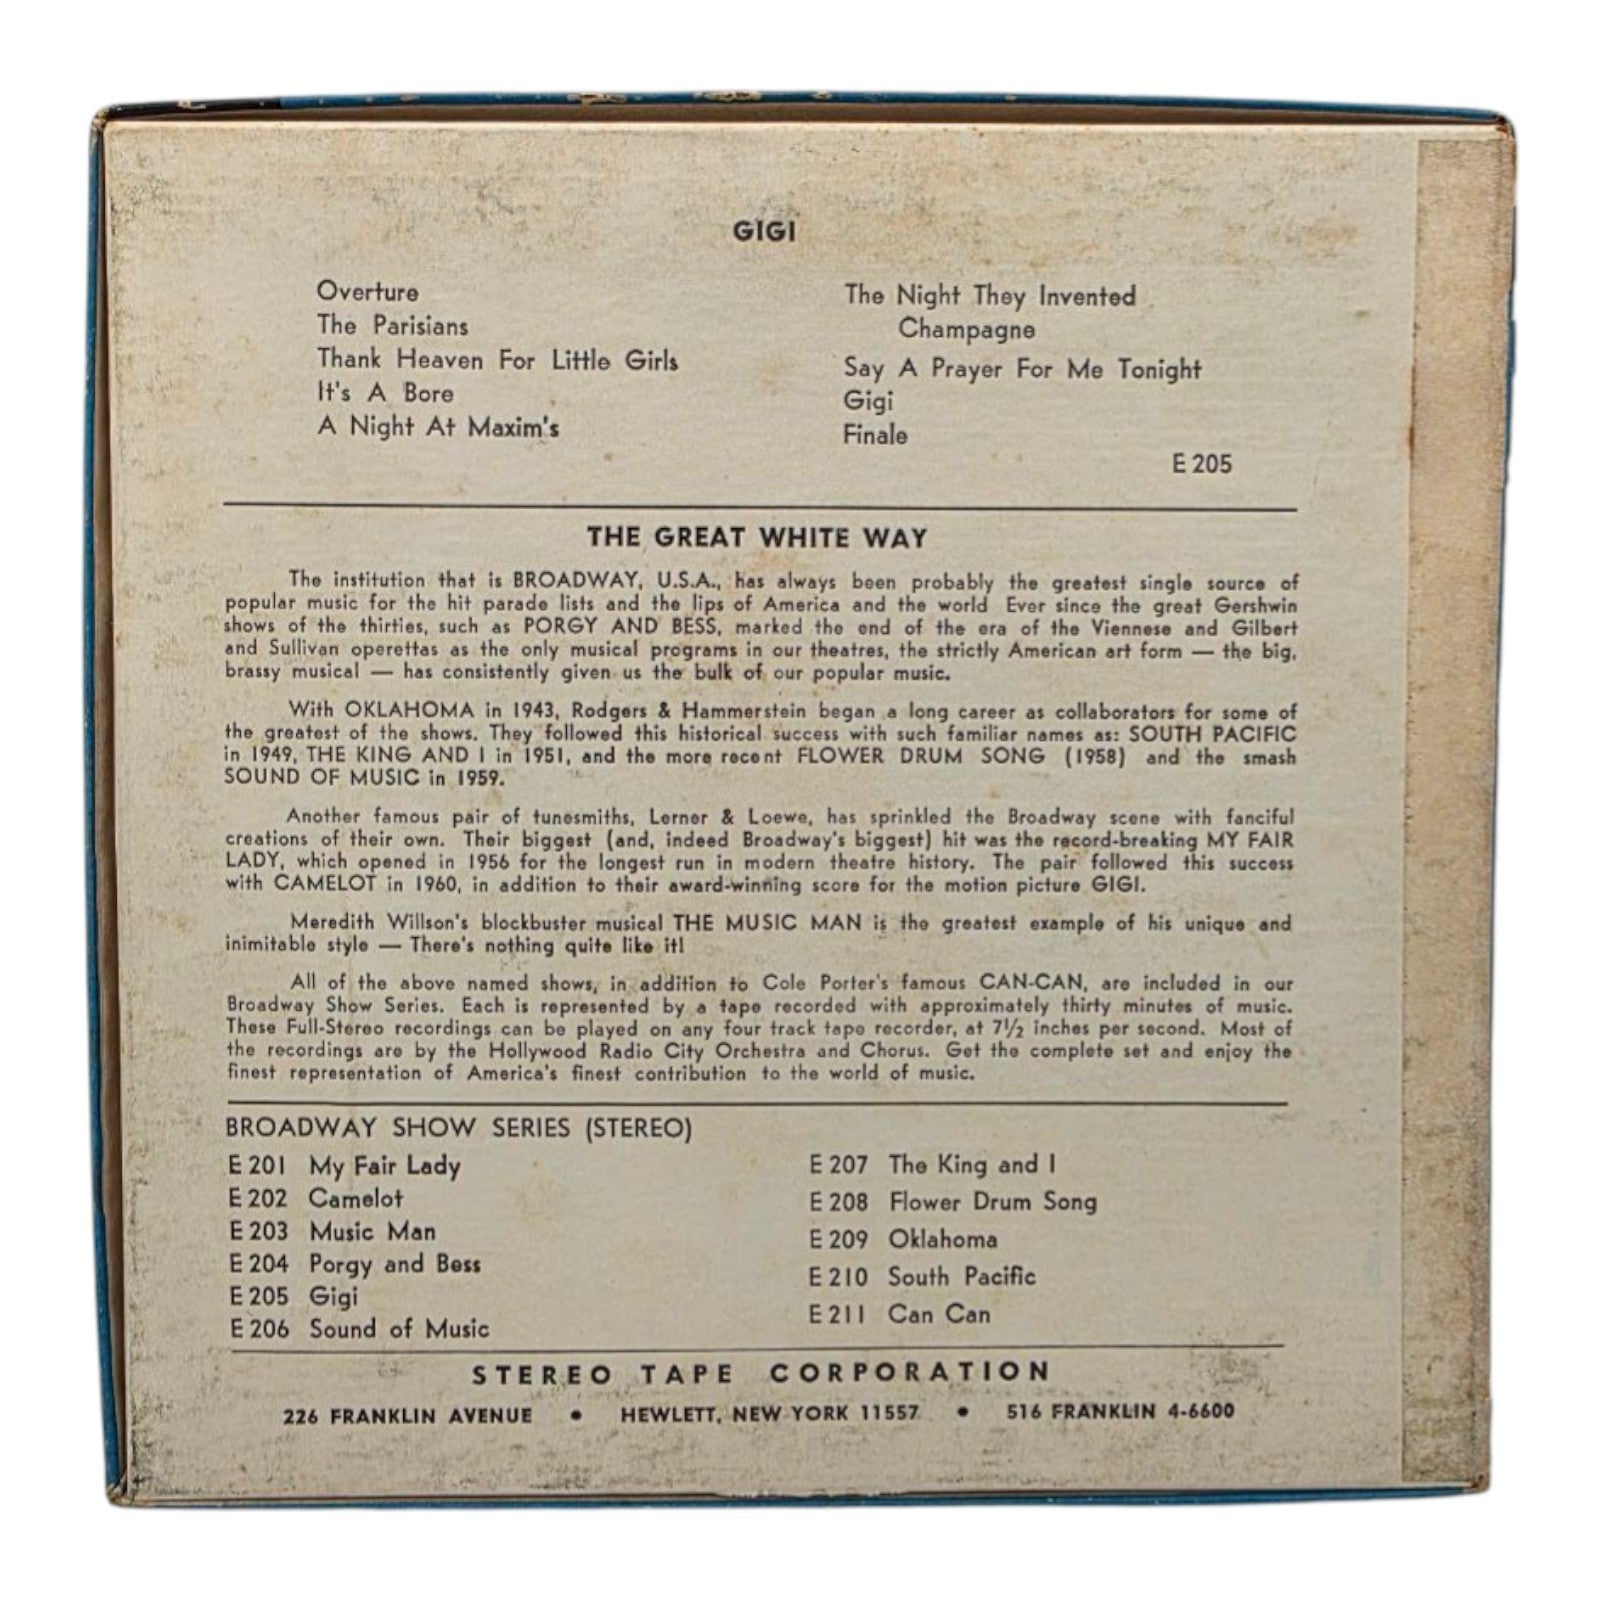 GIGI
Overture
The Parisians
Thank Heaven For Little Girls
It's A Bore
A Night At Maxim's
The Night They Invented
Champagne
Say A Prayer For Me Tonight
Gigi
Finale
E 205
THE GREAT WHITE WAY
The institution that is BROADWAY, U.S.A., has always been probably the greatest single source of
popular music for the hit parade lists and the lips of America and the world Ever since the great Gershwin
shows of the thirties, such as PORGY AND BESS, marked the end of the era of the Viennese and Gilbert
and Sullivan operettas as the only musical programs in our theatres, the strictly American art form — the big,
brassy musical — has consistently given us the bulk of our popular music.
With OKLAHOMA in 1943, Rodgers & Hammerstein began a long career as collaborators for some of
the greatest of the shows. They followed this historical success with such familiar names as: SOUTH PACIFIC
in 1949, THE KING AND I in 1951, and the more recent FLOWER DRUM SONG (1958) and the smash
SOUND OF MUSIC in 1959.
Another famous pair of tunesmiths, Lerner & Loewe, has sprinkled the Broadway scene with fanciful
creations of their own. Their biggest (and, indeed Broadway's biggest) hit was the record-breaking MY FAIR
LADY, which opened in 1956 for the longest run in modern theatre history. The pair followed this success
with CAMELOT in 1960, in addition to their award-winning score for the motion picture GIGI.
Meredith Willson's blockbuster musical THE MUSIC MAN is the greatest example of his unique and
inimitable style — There's nothing quite like it!
All of the above named shows, in addition to Cole Porter's famous CAN-CAN, are included in our
Broadway Show Series. Each is represented by a tape recorded with approximately thirty minutes of music.
These Full-Stereo recordings can be played on any four track tape recorder, at 7½ inches per second. Most of
the recordings are by the Hollywood Radio City Orchestra and Chorus. Get the complete set and enjoy the
finest representation of America's finest contribution to the world of music.
BROADWAY SHOW SERIES (STEREO)
E 201 My Fair Lady
E 202 Camelot
E 203 Music Man
E 204 Porgy and Bess
E 205 Gigi
E 206 Sound of Music
E 207 The King and I
E 208 Flower Drum Song
E 209 Oklahoma
E 210 South Pacific
E 211 Can Can
STEREO TAPE CORPORATION
226 FRANKLIN AVENUE • HEWLETT, NEW YORK 11557 • 516 FRANKLIN 4-6600